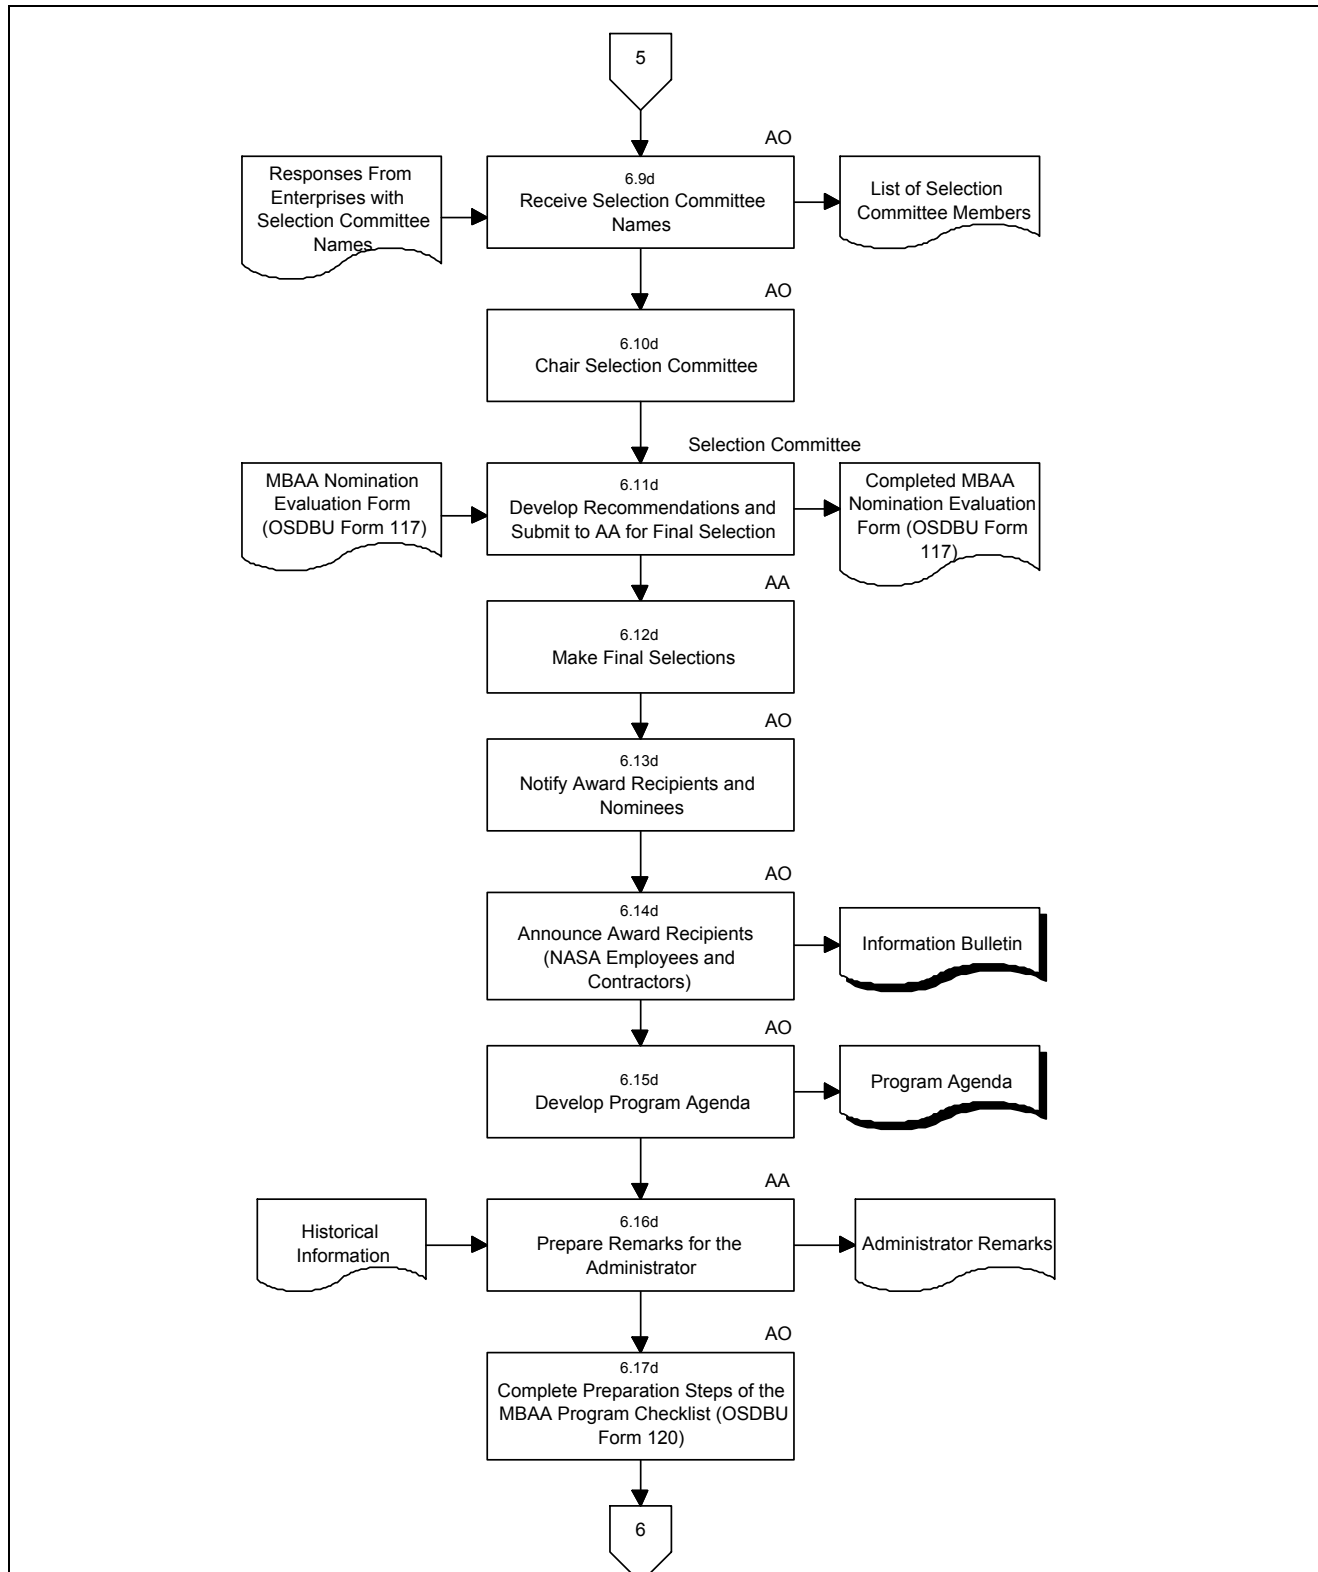 5
AO
Responses From
Enterprises with
Selection Committee
Names
6.9d
Receive Selection Committee
Names
List of Selection
Committee Members
AO
6.10d
Chair Selection Committee
Selection Committee
MBAA Nomination
Evaluation Form
(OSDBU Form 117)
6.11d
Develop Recommendations and
Submit to AA for Final Selection
Completed MBAA
Nomination Evaluation
Form (OSDBU Form
117)
AA
6.12d
Make Final Selections
AO
6.13d
Notify Award Recipients and
Nominees
AO
6.14d
Announce Award Recipients
(NASA Employees and
Contractors)
Information Bulletin
AO
6.15d
Develop Program Agenda
Program Agenda
AA
Historical
Information
6.16d
Prepare Remarks for the
Administrator
Administrator Remarks
AO
6.17d
Complete Preparation Steps of the
MBAA Program Checklist (OSDBU
Form 120)
6